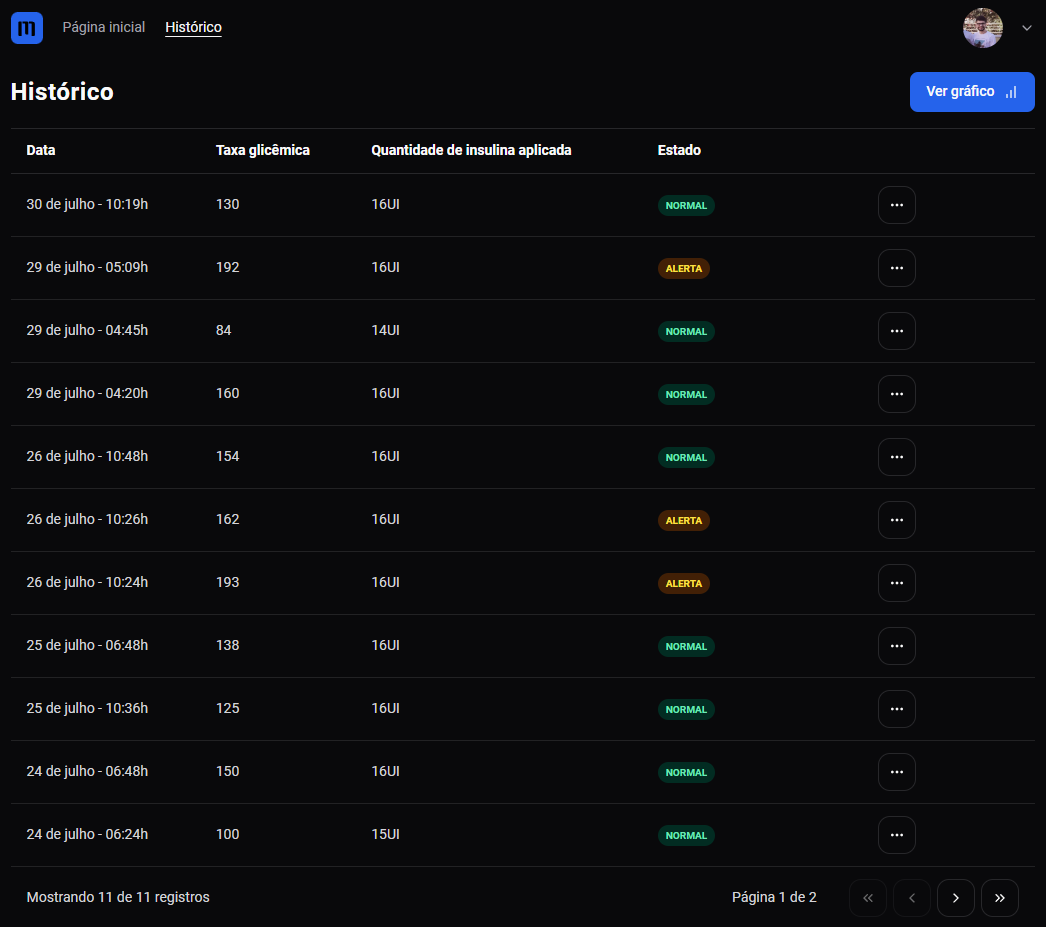 m Página inicial Histórico
Histórico
Ver gráfico
Data Taxa glicêmica Quantidade de insulina aplicada Estado
30 de julho - 10:19h 130 16UI NORMAL
29 de julho - 05:09h 192 16UI ALERTA
29 de julho - 04:45h 84 14UI NORMAL
29 de julho - 04:20h 160 16UI NORMAL
26 de julho - 10:48h 154 16UI NORMAL
26 de julho - 10:26h 162 16UI ALERTA
26 de julho - 10:24h 193 16UI ALERTA
25 de julho - 06:48h 138 16UI NORMAL
25 de julho - 10:36h 125 16UI NORMAL
24 de julho - 06:48h 150 16UI NORMAL
24 de julho - 06:24h 100 15UI NORMAL
Mostrando 11 de 11 registros Página 1 de 2